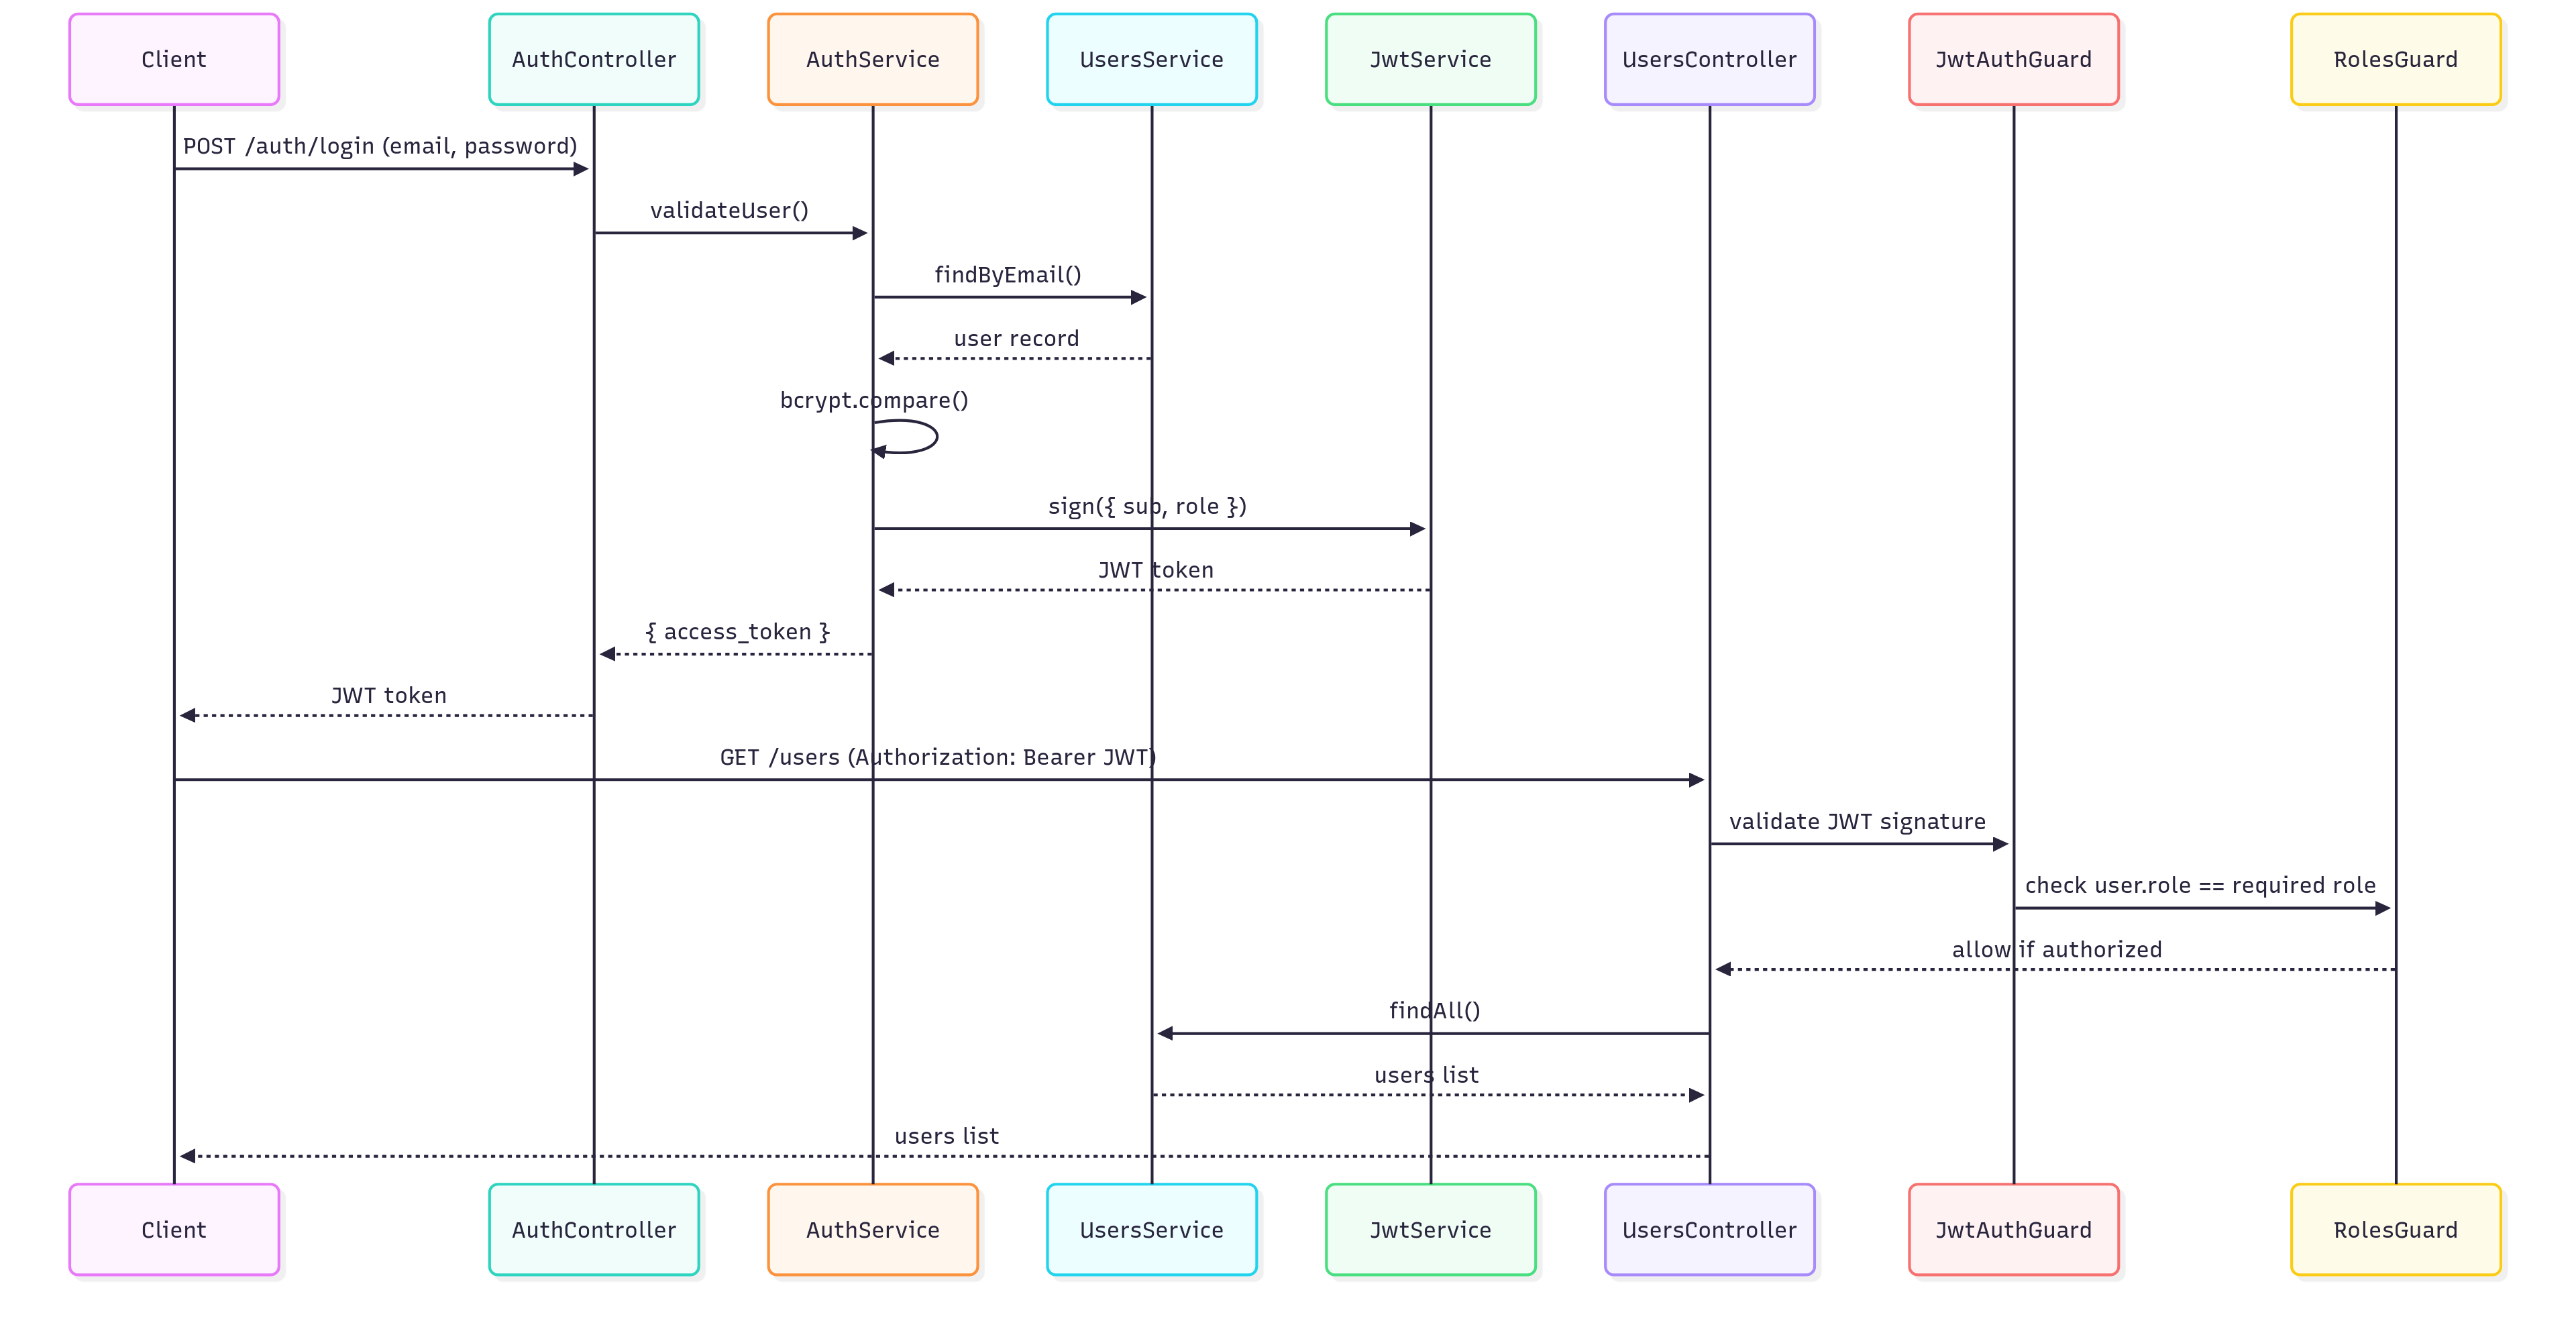 Client
AuthController
AuthService
UsersService
JwtService
UsersController
JwtAuthGuard
RolesGuard
POST /auth/login (email, password)
validateUser()
findByEmail()
user record
bcrypt.compare()
sign({ sub, role })
JWT token
{ access_token }
JWT token
GET /users (Authorization: Bearer JWT)
validate JWT signature
check user.role == required role
allow if authorized
findAll()
users list
users list
Client
AuthController
AuthService
UsersService
JwtService
UsersController
JwtAuthGuard
RolesGuard